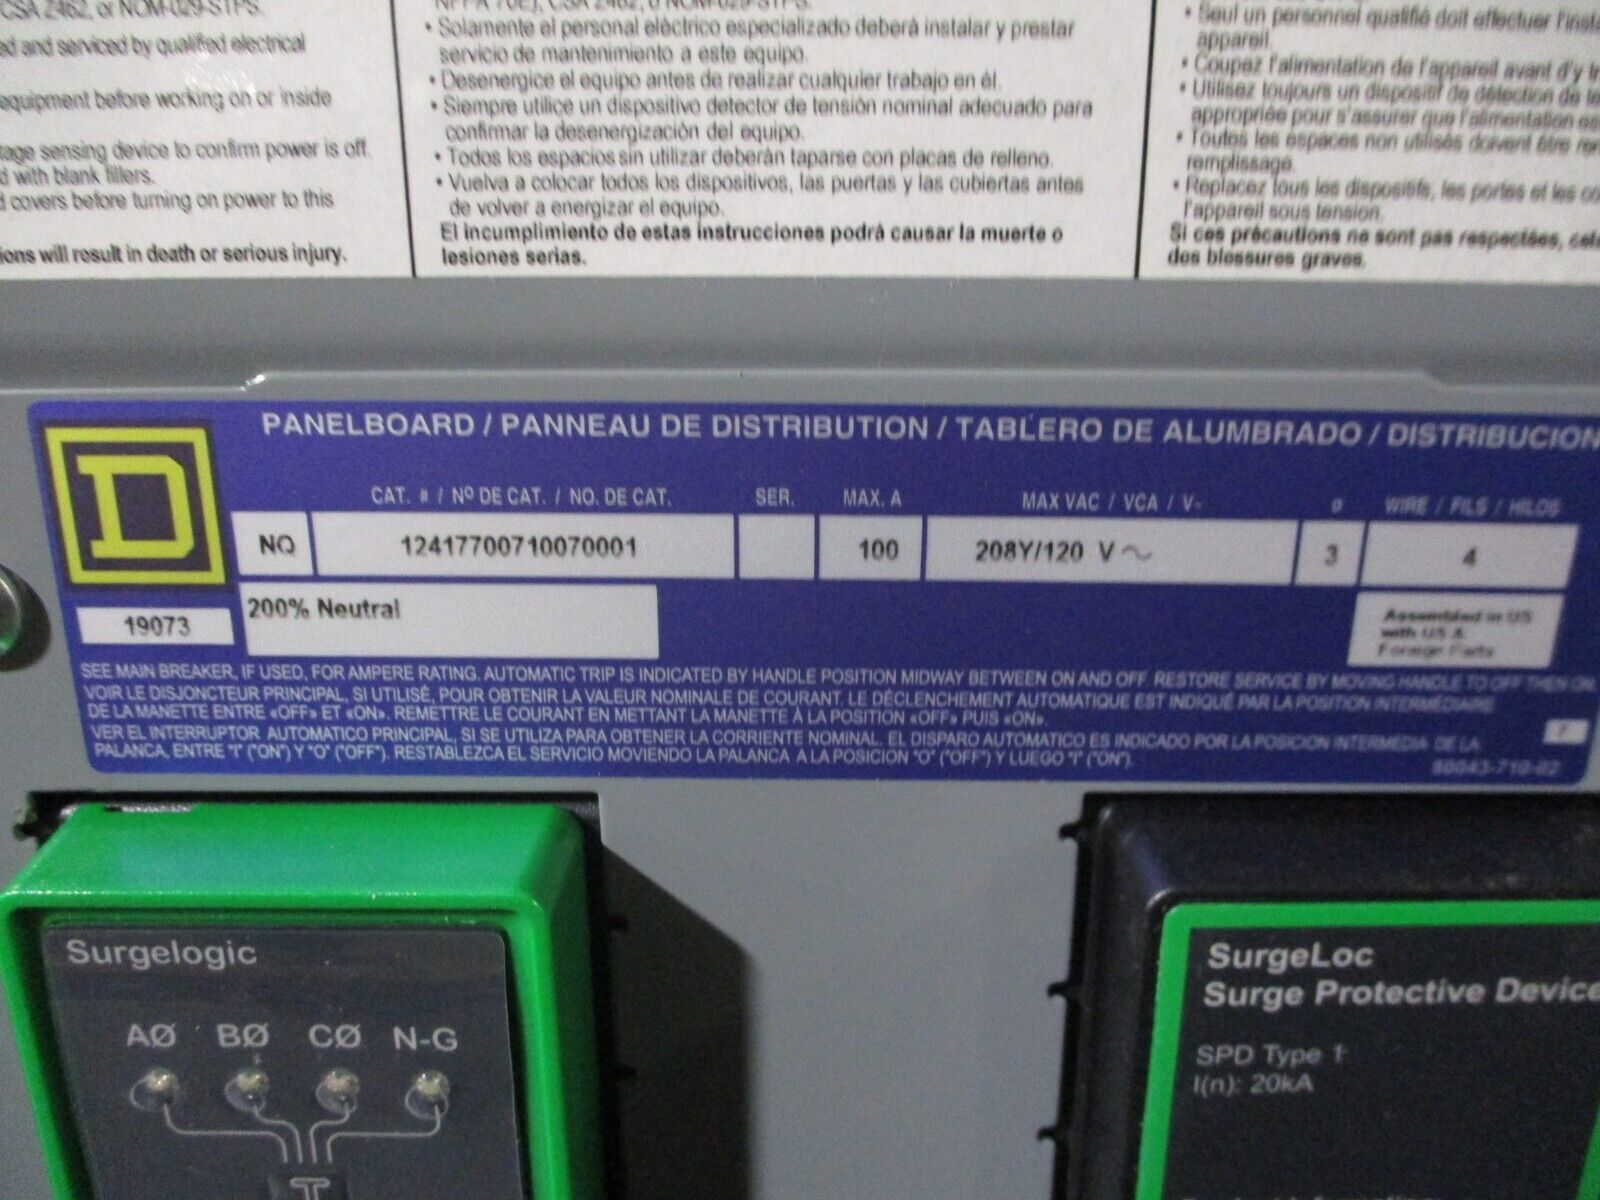 CSA Z462, or NOM-029-STPS.
ed and serviced by qualified electrical
equipment before working on or inside
tage sensing device to confirm power is off.
d with blank fillers.
d covers before turning on power to this
ions will result in death or serious injury.
NFPA 70E), CSA Z462, o NOM-029-STPS.
• Solamente el personal eléctrico especializado deberá instalar y prestar
servicio de mantenimiento a este equipo.
• Desenergice el equipo antes de realizar cualquier trabajo en él.
• Siempre utilice un dispositivo detector de tensión nominal adecuado para
confirmar la desenergización del equipo.
• Todos los espacios sin utilizar deberán taparse con placas de relleno.
• Vuelva a colocar todos los dispositivos, las puertas y las cubiertas antes
de volver a energizar el equipo.
El incumplimiento de estas instrucciones podrá causar la muerte o
lesiones serias.
• Seul un personnel qualifié doit effectuer l'insta
appareil.
• Coupez l'alimentation de l'appareil avant d'y tr
• Utilisez toujours un dispositif de détection de te
appropriée pour s'assurer que l'alimentation es
• Toutes les espaces non utilisés doivent être rem
remplissage.
• Replacez tous les dispositifs, les portes et les co
l'appareil sous tension.
Si ces précautions ne sont pas respectées, cela
des blessures graves.
PANELBOARD / PANNEAU DE DISTRIBUTION / TABLERO DE ALUMBRADO / DISTRIBUCION
CAT. # / Nº DE CAT. / NO. DE CAT. SER. MAX. A MAX VAC / VCA / V~ Ø WIRE / FILS / HILOS
D
NQ 12417700710070001 100 208Y/120 V ~ 3 4
19073 200% Neutral
Assembled in US
with US &
Foreign Parts
SEE MAIN BREAKER, IF USED, FOR AMPERE RATING. AUTOMATIC TRIP IS INDICATED BY HANDLE POSITION MIDWAY BETWEEN ON AND OFF. RESTORE SERVICE BY MOVING HANDLE TO OFF THEN ON.
VOIR LE DISJONCTEUR PRINCIPAL, SI UTILISÉ, POUR OBTENIR LA VALEUR NOMINALE DE COURANT. LE DÉCLENCHEMENT AUTOMATIQUE EST INDIQUÉ PAR LA POSITION INTERMÉDIAIRE
DE LA MANETTE ENTRE «OFF» ET «ON». REMETTRE LE COURANT EN METTANT LA MANETTE À LA POSITION «OFF» PUIS «ON».
VER EL INTERRUPTOR AUTOMATICO PRINCIPAL, SI SE UTILIZA PARA OBTENER LA CORRIENTE NOMINAL. EL DISPARO AUTOMATICO ES INDICADO POR LA POSICION INTERMEDIA DE LA
PALANCA, ENTRE "I" ("ON") Y "O" ("OFF"). RESTABLEZCA EL SERVICIO MOVIENDO LA PALANCA A LA POSICION "O" ("OFF") Y LUEGO "I" ("ON").
80043-710-02
Surgelogic
AØ BØ CØ N-G
SurgeLoc
Surge Protective Device
SPD Type 1
I(n): 20kA